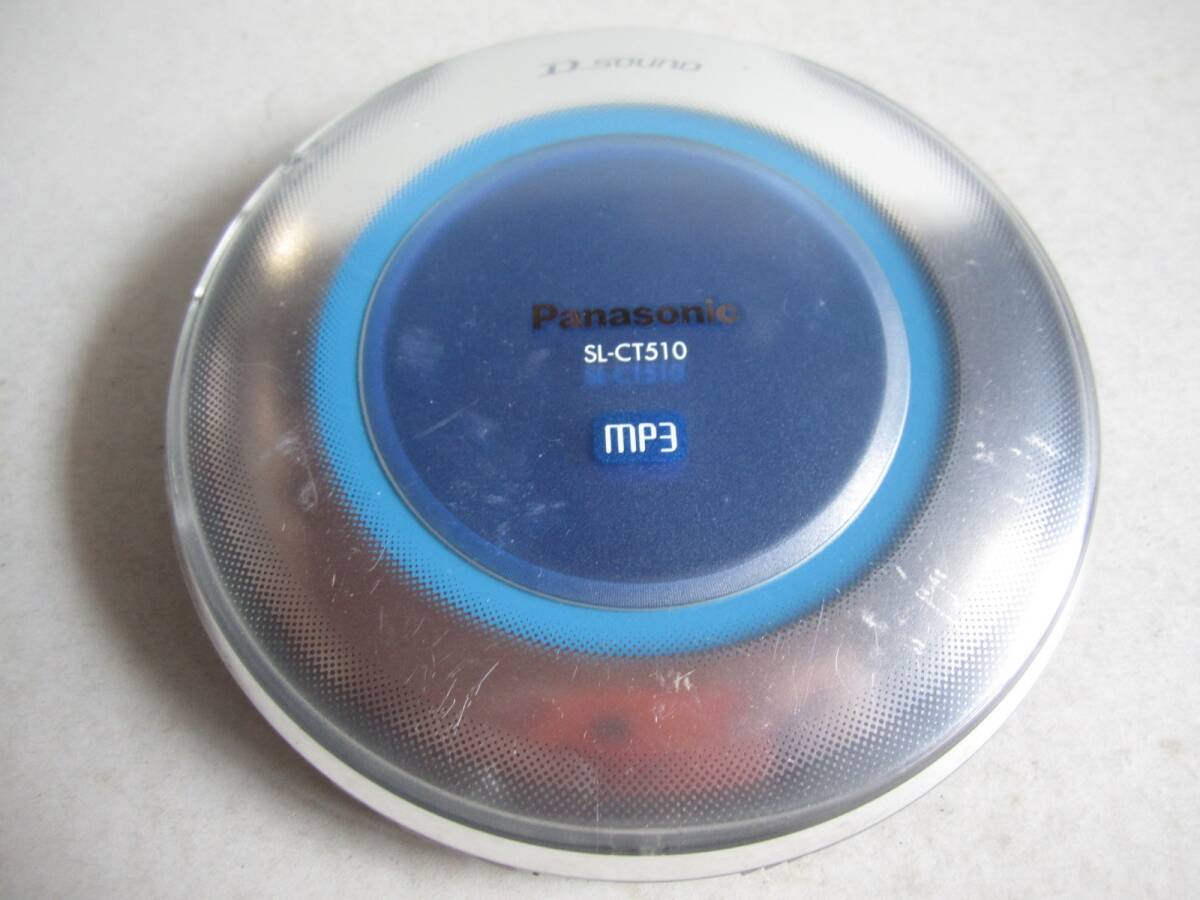 D.SOUND
Panasonic
SL-CT510
MP3